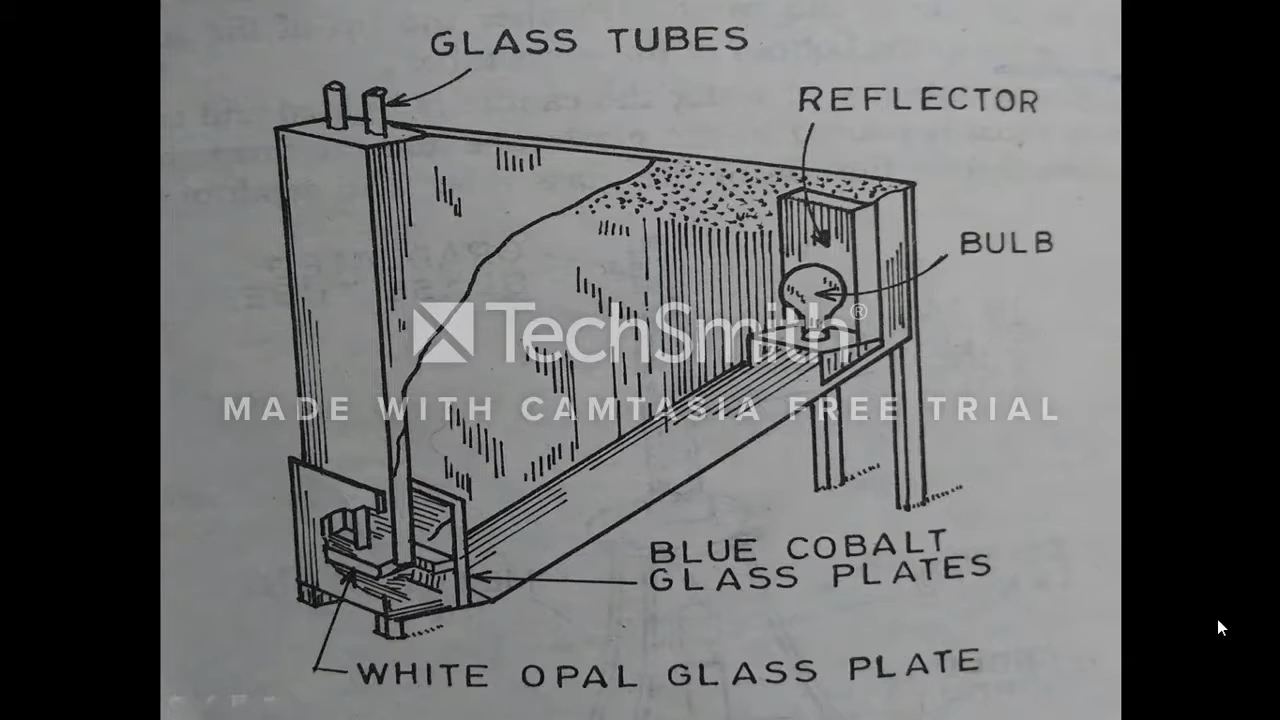 GLASS TUBES
REFLECTOR
BULB
TechSmith®
MADE WITH CAMTASIA FREE TRIAL
BLUE COBALT
GLASS PLATES
WHITE OPAL GLASS PLATE